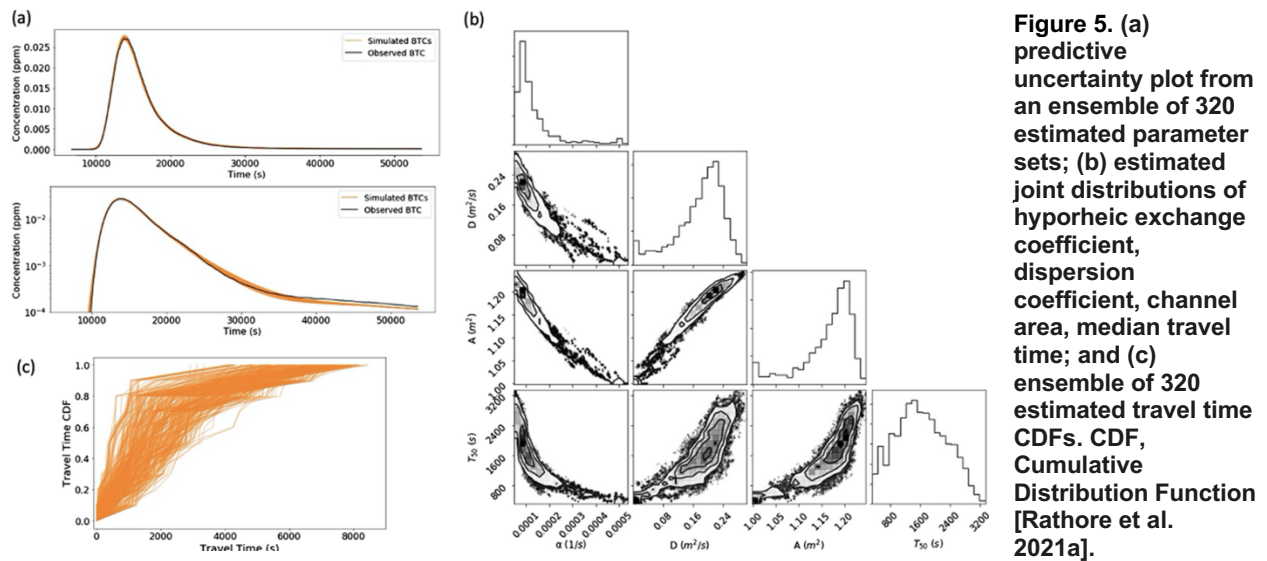 (a)
0.025
0.020
0.015
0.010
0.005
0.000
Concentration (ppm)
Simulated BTCs
Observed BTC
10000 20000 30000 40000 50000
Time (s)
10⁻²
10⁻³
10⁻⁴
Concentration (ppm)
Simulated BTCs
Observed BTC
10000 20000 30000 40000 50000
Time (s)
(c)
1.0
0.8
0.6
0.4
0.2
0.0
Travel Time CDF
0 2000 4000 6000 8000
Travel Time (s)
(b)
D (m²/s)
0.24
0.16
0.08
A (m²)
1.20
1.15
1.10
1.05
1.00
T₅₀ (s)
3200
2400
1600
800
0.0001 0.0002 0.0003 0.0004 0.0005
α (1/s)
0.08 0.16 0.24
D (m²/s)
1.00 1.05 1.10 1.15 1.20
A (m²)
800 1600 2400 3200
T₅₀ (s)
Figure 5. (a)
predictive
uncertainty plot from
an ensemble of 320
estimated parameter
sets; (b) estimated
joint distributions of
hyporheic exchange
coefficient,
dispersion
coefficient, channel
area, median travel
time; and (c)
ensemble of 320
estimated travel time
CDFs. CDF,
Cumulative
Distribution Function
[Rathore et al.
2021a].